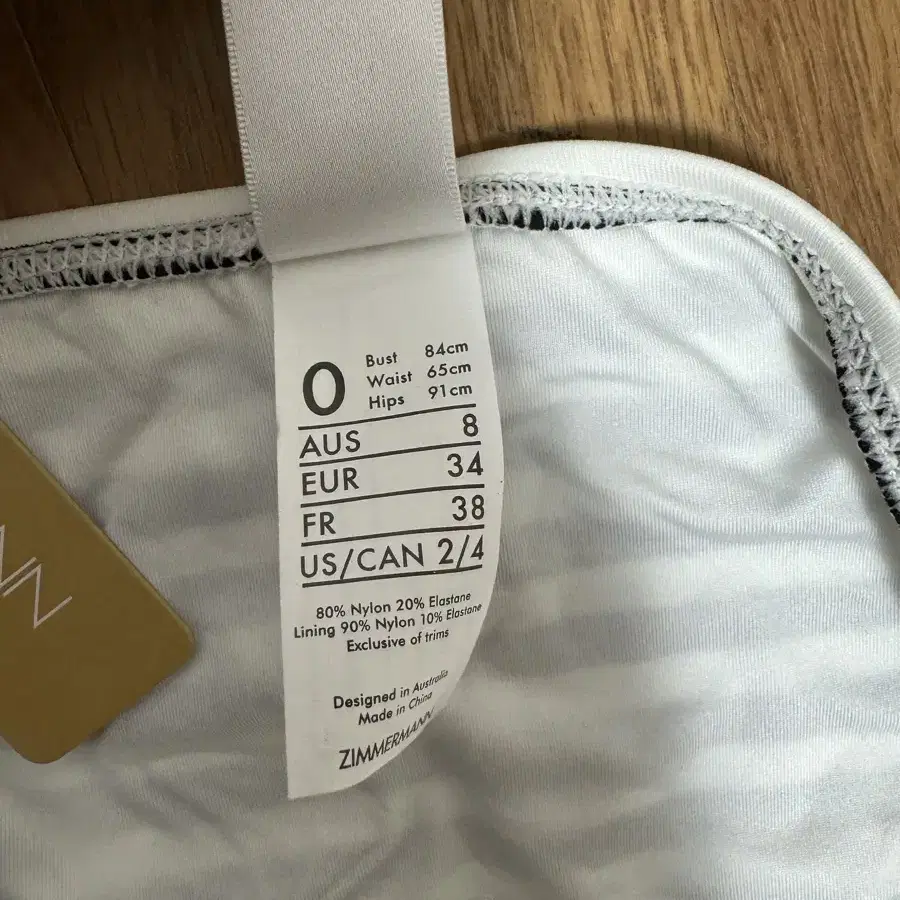 0
Bust 84cm
Waist 65cm
Hips 91cm
AUS 8
EUR 34
FR 38
US/CAN 2/4
80% Nylon 20% Elastane
Lining 90% Nylon 10% Elastane
Exclusive of trims
Designed in Australia
Made in China
ZIMMERMANN
NN